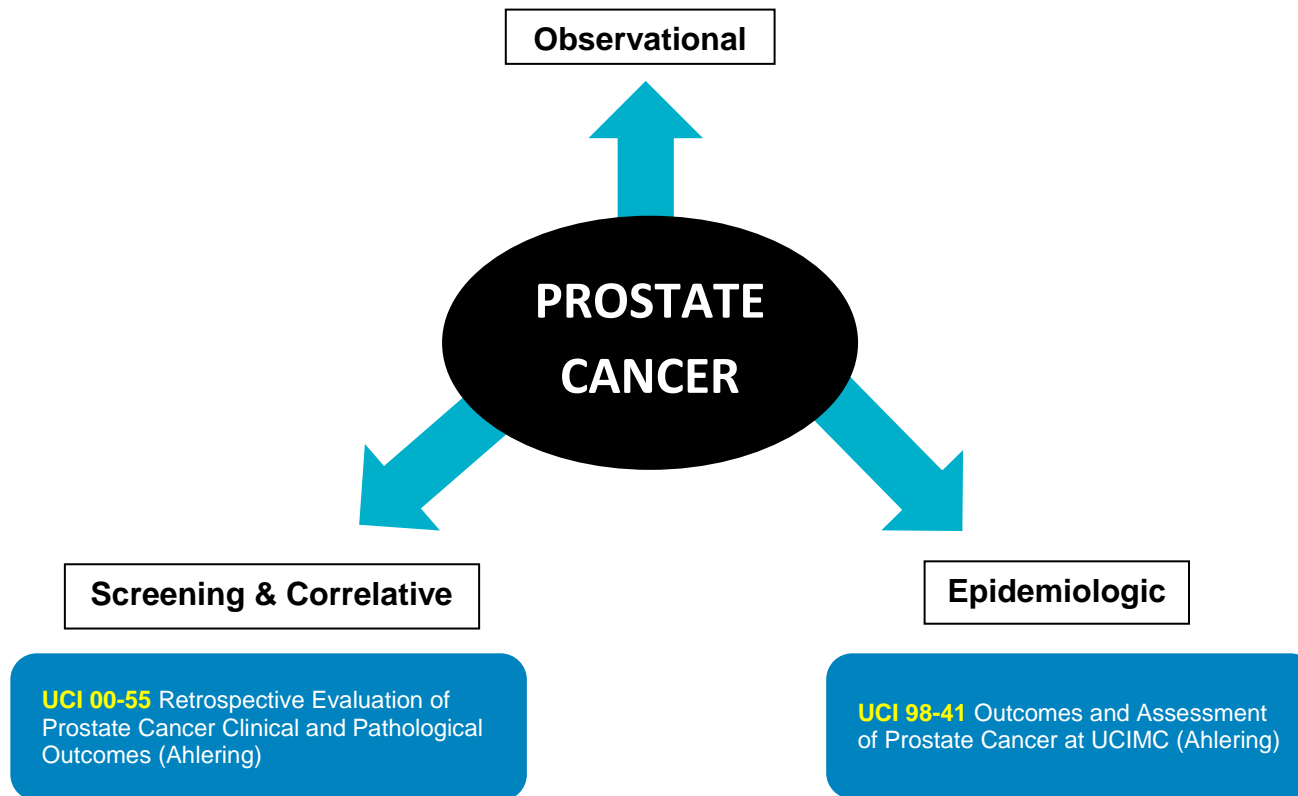 Observational
PROSTATE
CANCER
Screening & Correlative
Epidemiologic
UCI 00-55 Retrospective Evaluation of
Prostate Cancer Clinical and Pathological
Outcomes (Ahlering)
UCI 98-41 Outcomes and Assessment
of Prostate Cancer at UCIMC (Ahlering)